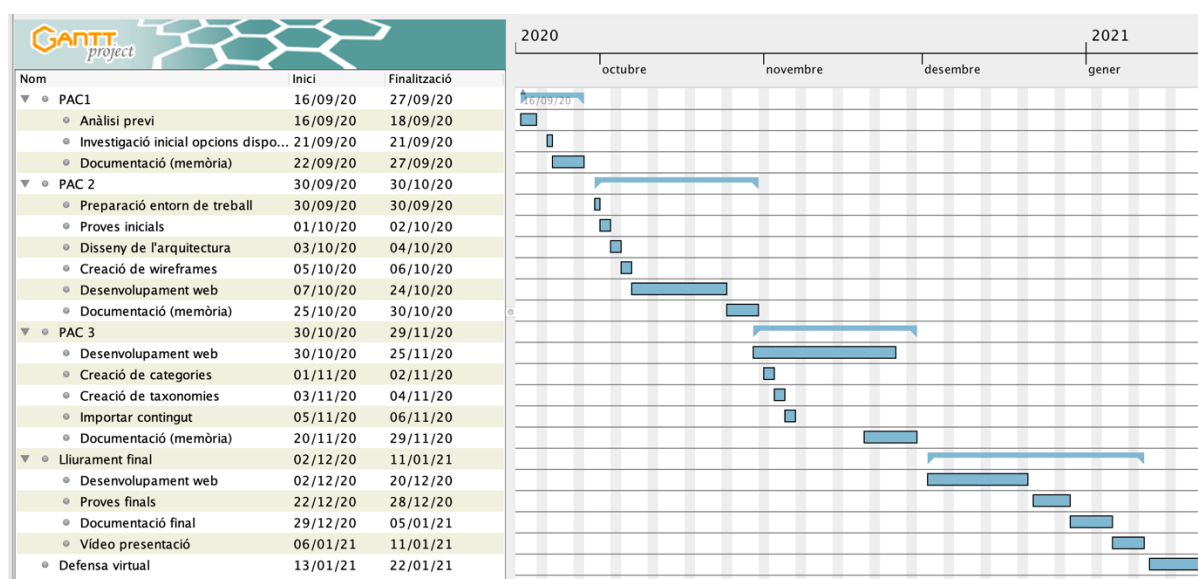 GANTT
project
2020 2021
octubre novembre desembre gener
Nom Inici Finalització
16/09/20
PAC1 16/09/20 27/09/20
Anàlisi previ 16/09/20 18/09/20
Investigació inicial opcions dispo... 21/09/20 21/09/20
Documentació (memòria) 22/09/20 27/09/20
PAC 2 30/09/20 30/10/20
Preparació entorn de treball 30/09/20 30/09/20
Proves inicials 01/10/20 02/10/20
Disseny de l'arquitectura 03/10/20 04/10/20
Creació de wireframes 05/10/20 06/10/20
Desenvolupament web 07/10/20 24/10/20
Documentació (memòria) 25/10/20 30/10/20
PAC 3 30/10/20 29/11/20
Desenvolupament web 30/10/20 25/11/20
Creació de categories 01/11/20 02/11/20
Creació de taxonomies 03/11/20 04/11/20
Importar contingut 05/11/20 06/11/20
Documentació (memòria) 20/11/20 29/11/20
Lliurament final 02/12/20 11/01/21
Desenvolupament web 02/12/20 20/12/20
Proves finals 22/12/20 28/12/20
Documentació final 29/12/20 05/01/21
Vídeo presentació 06/01/21 11/01/21
Defensa virtual 13/01/21 22/01/21